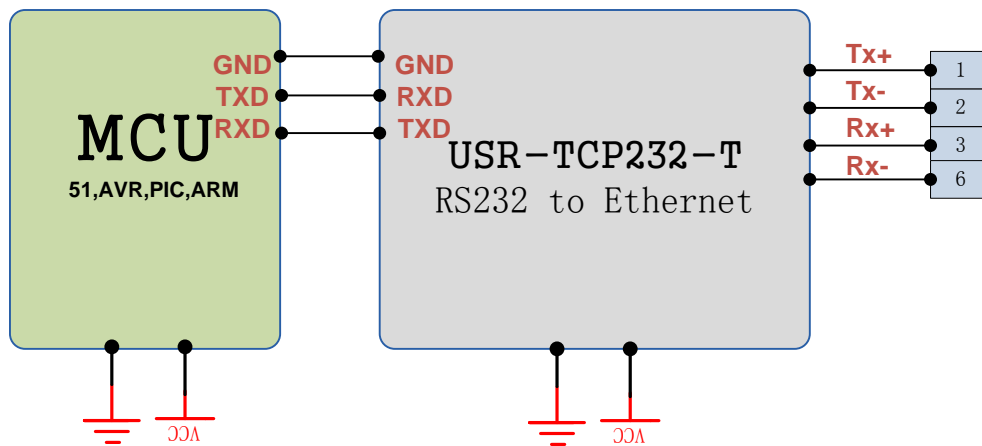 GND
TXD
RXD
MCU
51,AVR,PIC,ARM
GND
RXD
TXD
USR-TCP232-T
RS232 to Ethernet
Tx+
Tx-
Rx+
Rx-
1
2
3
6
VCC
VCC